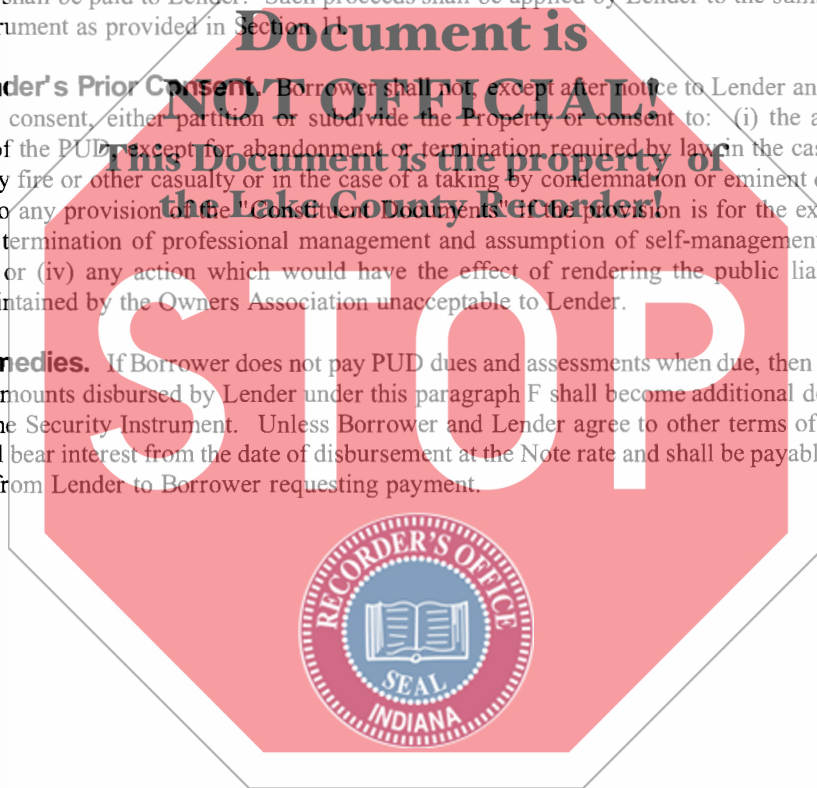 shall be paid to Lender. Such proceeds shall be applied by Lender to the sum
rument as provided in Section 11.
Document is
der's Prior Consent. Borrower shall not, except after notice to Lender an
NOT OFFICIAL!
consent, either partition or subdivide the Property or consent to: (i) the a
f the PUD, except for abandonment or termination required by law in the cas
This Document is the property of
y fire or other casualty or in the case of a taking by condemnation or eminent
o any provision of the "Constituent Documents" if the provision is for the ex
the Lake County Recorder!
termination of professional management and assumption of self-management
or (iv) any action which would have the effect of rendering the public lia
ntained by the Owners Association unacceptable to Lender.
STOP
medies. If Borrower does not pay PUD dues and assessments when due, then
mounts disbursed by Lender under this paragraph F shall become additional de
ne Security Instrument. Unless Borrower and Lender agree to other terms of
l bear interest from the date of disbursement at the Note rate and shall be payabl
from Lender to Borrower requesting payment.
RECORDER'S OFFICE
SEAL
INDIANA